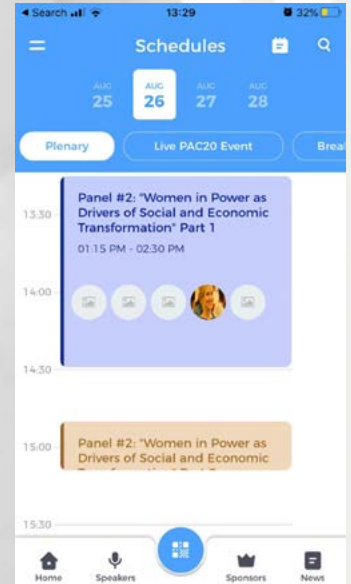 Search 13:29 32%
Schedules
AUG AUG AUG AUG
25 26 27 28
Plenary Live PAC20 Event
Panel #2: "Women in Power as
13:30 Drivers of Social and Economic
Transformation" Part 1
01:15 PM - 02:30 PM
14:00
14:30
15:00 Panel #2: "Women in Power as
Drivers of Social and Economic
15:30
Home Speakers Sponsors News